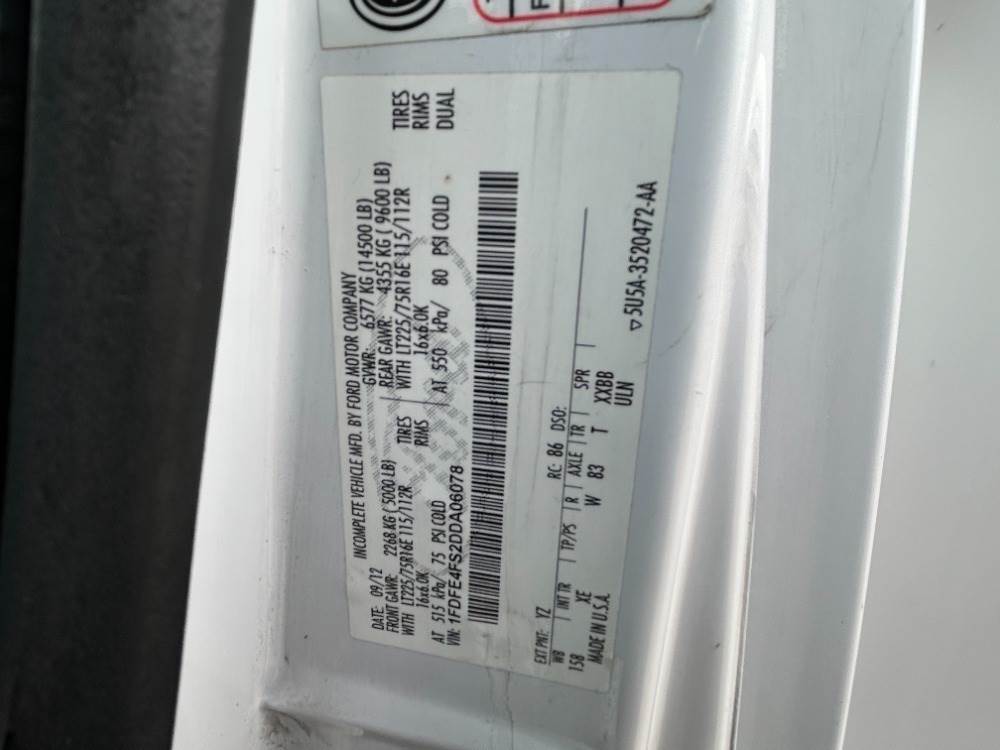 F
INCOMPLETE VEHICLE MFD. BY FORD MOTOR COMPANY
DATE: 09/12 GVWR: 6577 KG (14500 LB)
FRONT GAWR: 2268 KG (5000 LB) REAR GAWR: 4355 KG ( 9600 LB)
WITH LT225/75R16E 115/112R TIRES WITH LT225/75R16E 115/112R TIRES
16x6.0K RIMS 16x6.0K RIMS
AT 515 kPa/ 75 PSI COLD AT 550 kPa/ 80 PSI COLD DUAL
VIN: 1FDFE4FS2DDA06078
EXT PNT: YZ RC: 86 DSO:
WB INT TR TP/PS R AXLE TR SPR
158 XE W 83 T XXBB
MADE IN U.S.A. ULN
▽5U5A-3520472-AA